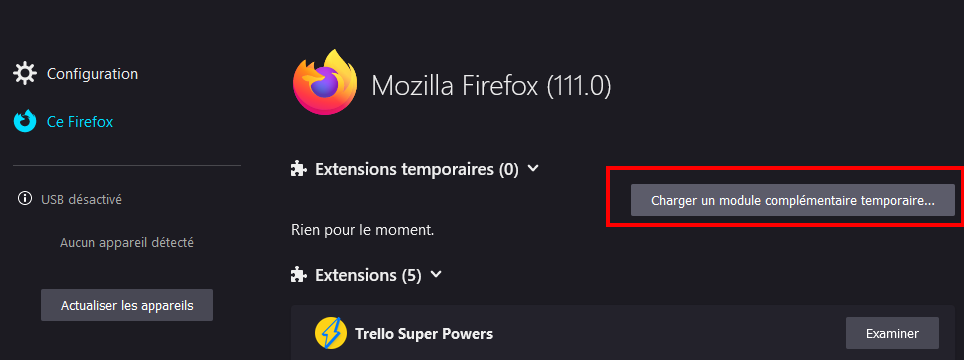 Configuration
Ce Firefox
USB désactivé
Aucun appareil détecté
Actualiser les appareils
Mozilla Firefox (111.0)
Extensions temporaires (0)
Charger un module complémentaire temporaire...
Rien pour le moment.
Extensions (5)
Trello Super Powers
Examiner